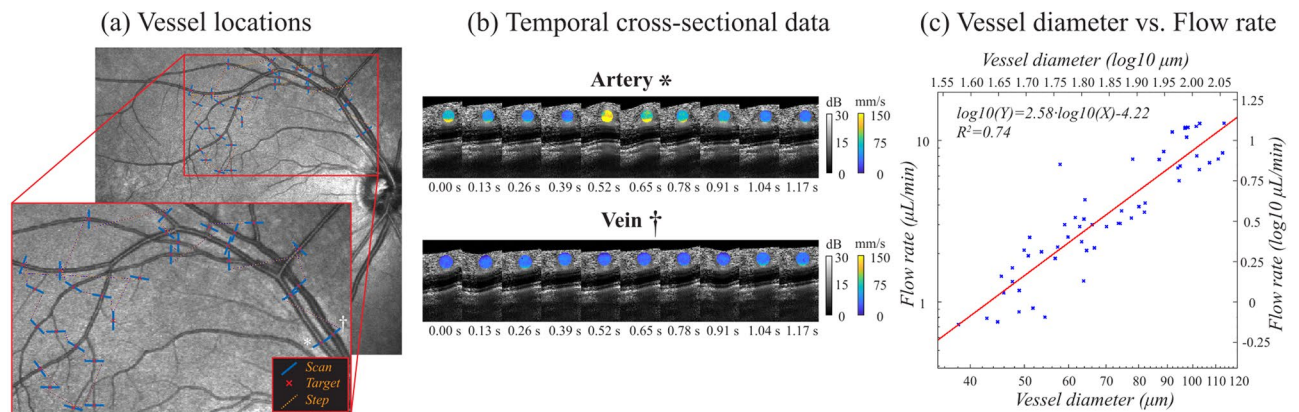 (a) Vessel locations
(b) Temporal cross-sectional data
(c) Vessel diameter vs. Flow rate
*
†
Scan
Target
Step
Artery *
dB mm/s
30 150
15 75
0 0
0.00 s 0.13 s 0.26 s 0.39 s 0.52 s 0.65 s 0.78 s 0.91 s 1.04 s 1.17 s
Vein †
dB mm/s
30 150
15 75
0 0
0.00 s 0.13 s 0.26 s 0.39 s 0.52 s 0.65 s 0.78 s 0.91 s 1.04 s 1.17 s
Vessel diameter (log10 μm)
1.55 1.60 1.65 1.70 1.75 1.80 1.85 1.90 1.95 2.00 2.05
log10(Y)=2.58·log10(X)-4.22
R²=0.74
Flow rate (μL/min)
10
1
1.25
1
0.75
0.5
0.25
0
-0.25
Flow rate (log10 μL/min)
40 50 60 70 80 90 100 110 120
Vessel diameter (μm)